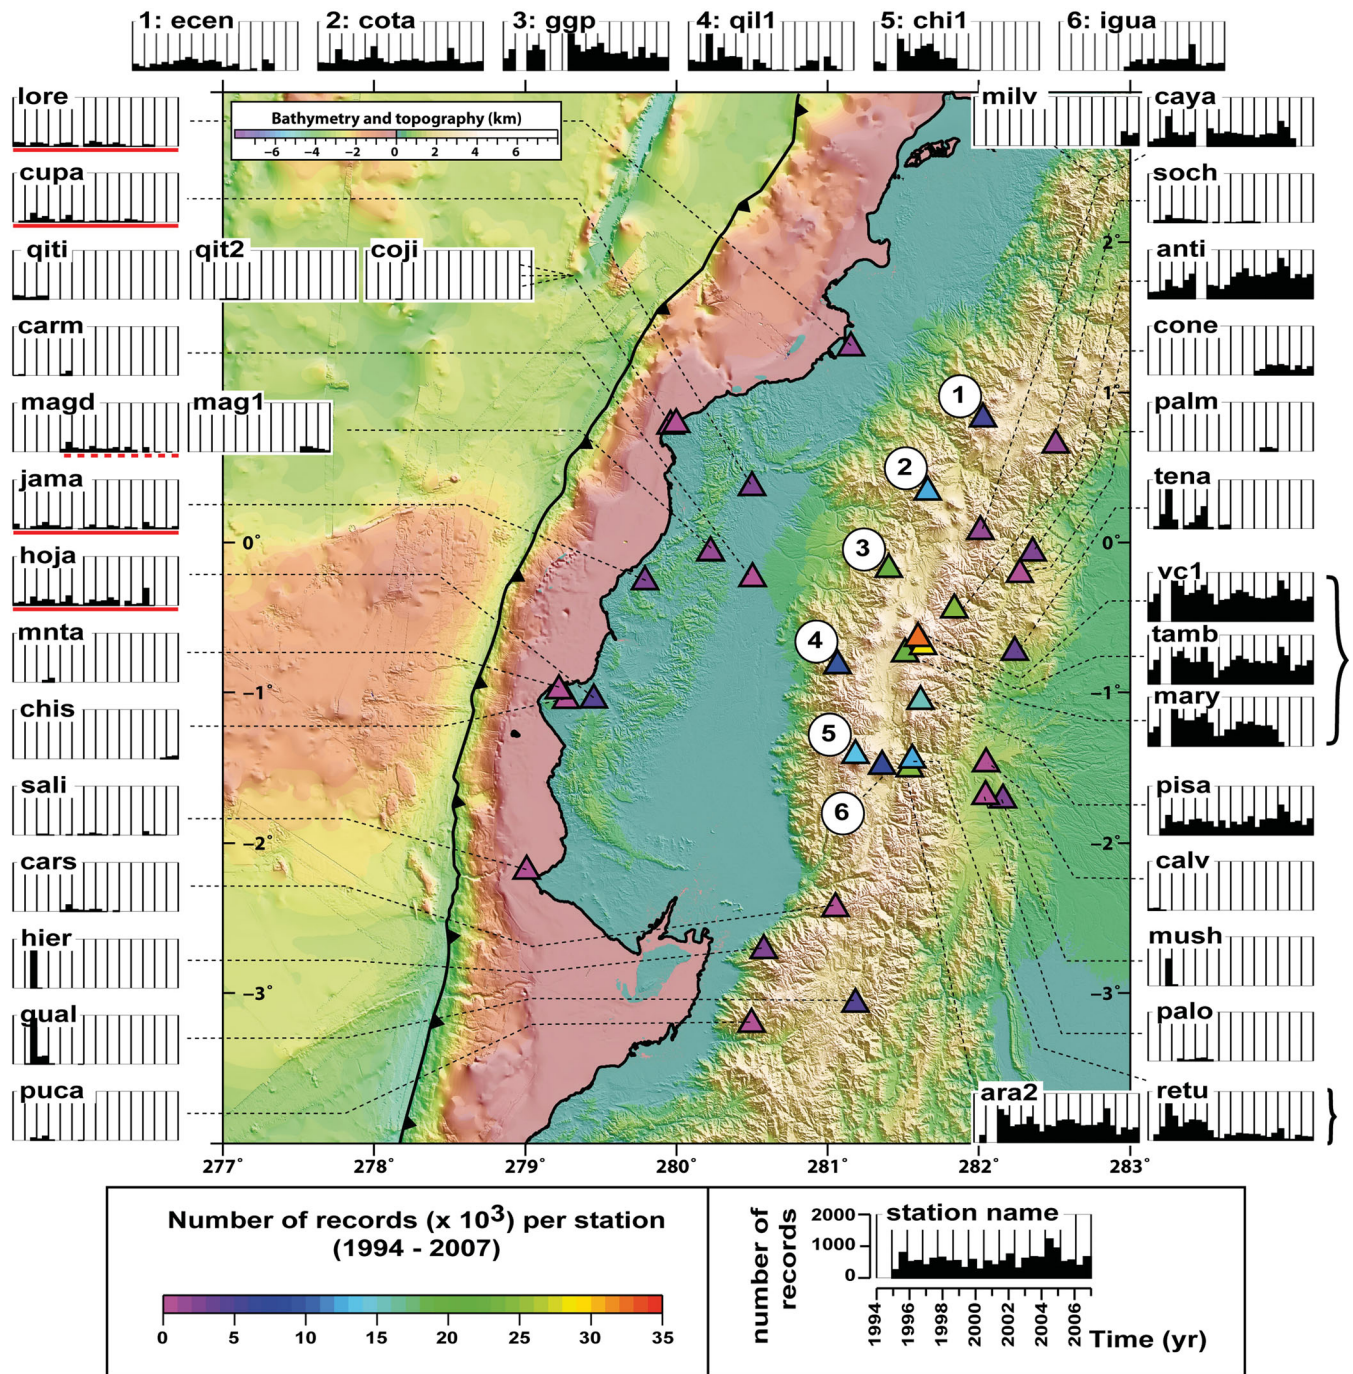 1: ecen 2: cota 3: ggp 4: qil1 5: chi1 6: igua
lore
cupa
qiti qit2 coji
carm
magd mag1
jama
hoja
mnta
chis
sali
cars
hier
gual
puca
Bathymetry and topography (km)
−6 −4 −2 0 2 4 6
milv caya
soch
anti
cone
palm
tena
vc1
tamb
mary
pisa
calv
mush
palo
ara2 retu
1
2
3
4
5
6
2°
1°
0° 0°
−1° −1°
−2° −2°
−3° −3°
277° 278° 279° 280° 281° 282° 283°
Number of records (x 10³) per station
(1994 - 2007)
0 5 10 15 20 25 30 35
number of
records
2000
1000
0
station name
1994 1996 1998 2000 2002 2004 2006
Time (yr)